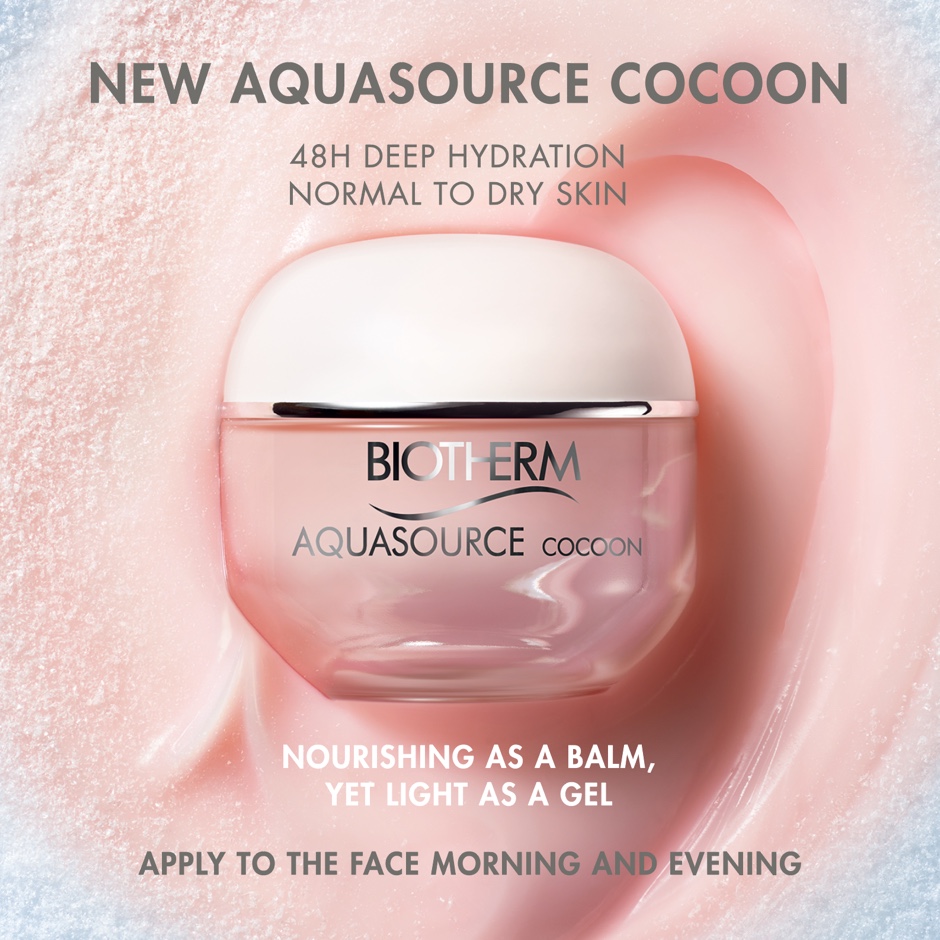 NEW AQUASOURCE COCOON
48H DEEP HYDRATION
NORMAL TO DRY SKIN
BIOTHERM
AQUASOURCE COCOON
NOURISHING AS A BALM,
YET LIGHT AS A GEL
APPLY TO THE FACE MORNING AND EVENING